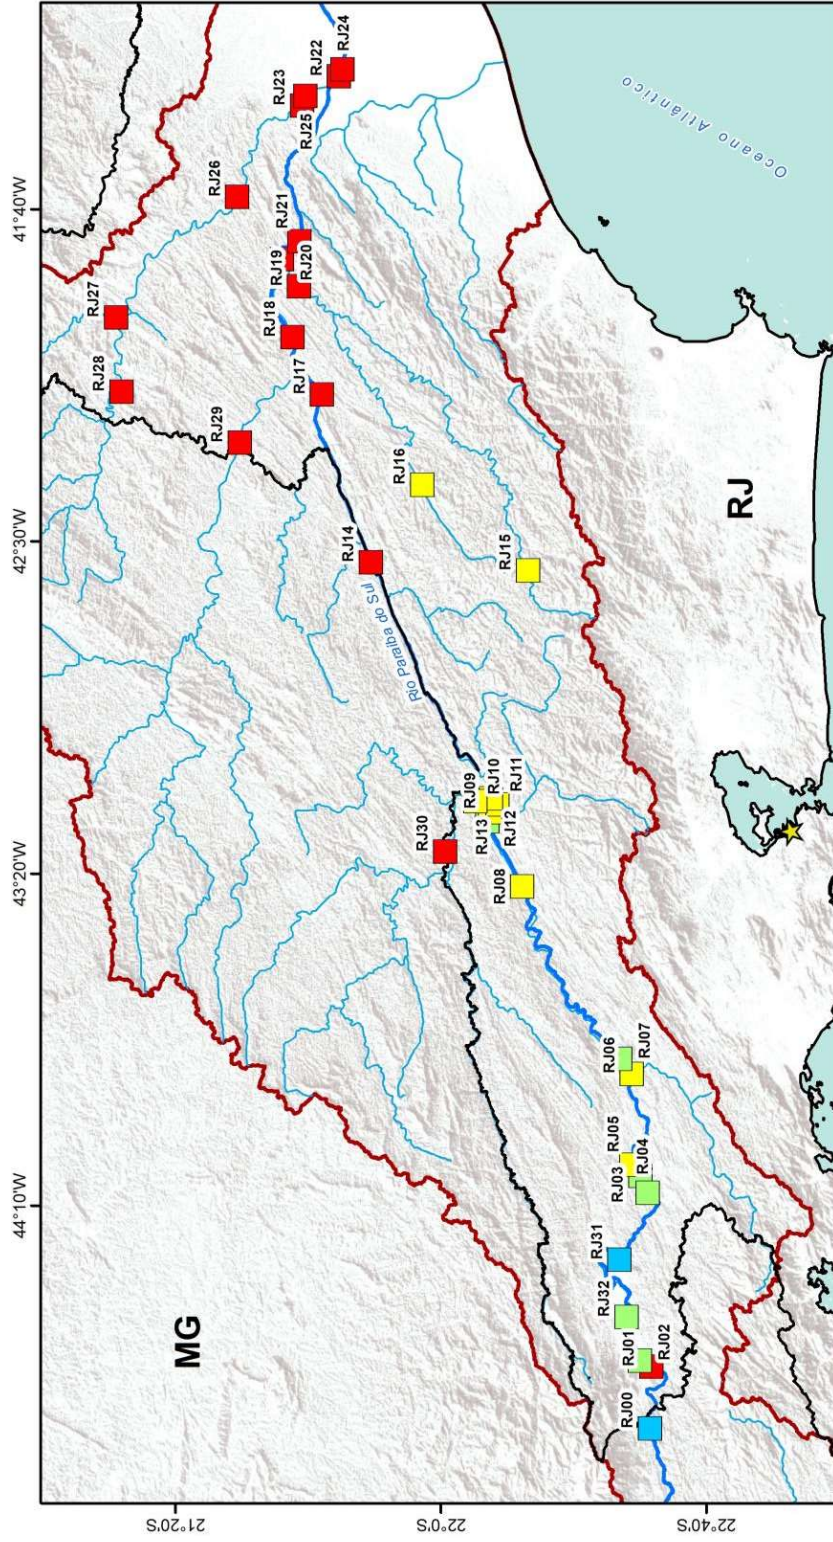 MG
RJ
Oceano Atlântico
Rio Paraíba do Sul
RJ00
RJ01
RJ02
RJ32
RJ31
RJ03
RJ04
RJ05
RJ06
RJ07
RJ08
RJ13
RJ12
RJ09
RJ10
RJ11
RJ30
RJ14
RJ15
RJ16
RJ29
RJ28
RJ27
RJ17
RJ18
RJ19
RJ20
RJ21
RJ26
RJ25
RJ23
RJ22
RJ24
44°10'W
43°20'W
42°30'W
41°40'W
21°20'S
22°0'S
22°40'S